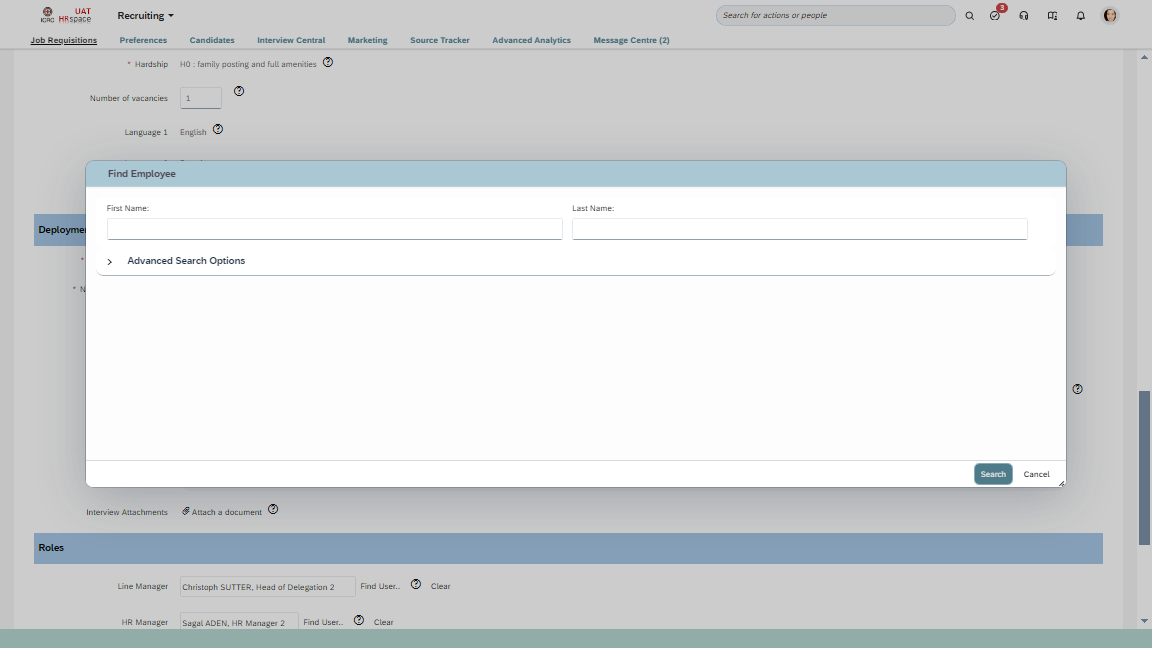 ICRC
UAT
HRspace
Recruiting
Search for actions or people
3
Job Requisitions
Preferences
Candidates
Interview Central
Marketing
Source Tracker
Advanced Analytics
Message Centre (2)
* Hardship
H0 : family posting and full amenities
Number of vacancies
1
Language 1
English
Find Employee
First Name:
Last Name:
Advanced Search Options
*
* N
Search
Cancel
Interview Attachments
Attach a document
Roles
Line Manager
Christoph SUTTER, Head of Delegation 2
Find User..
Clear
HR Manager
Sagal ADEN, HR Manager 2
Find User..
Clear